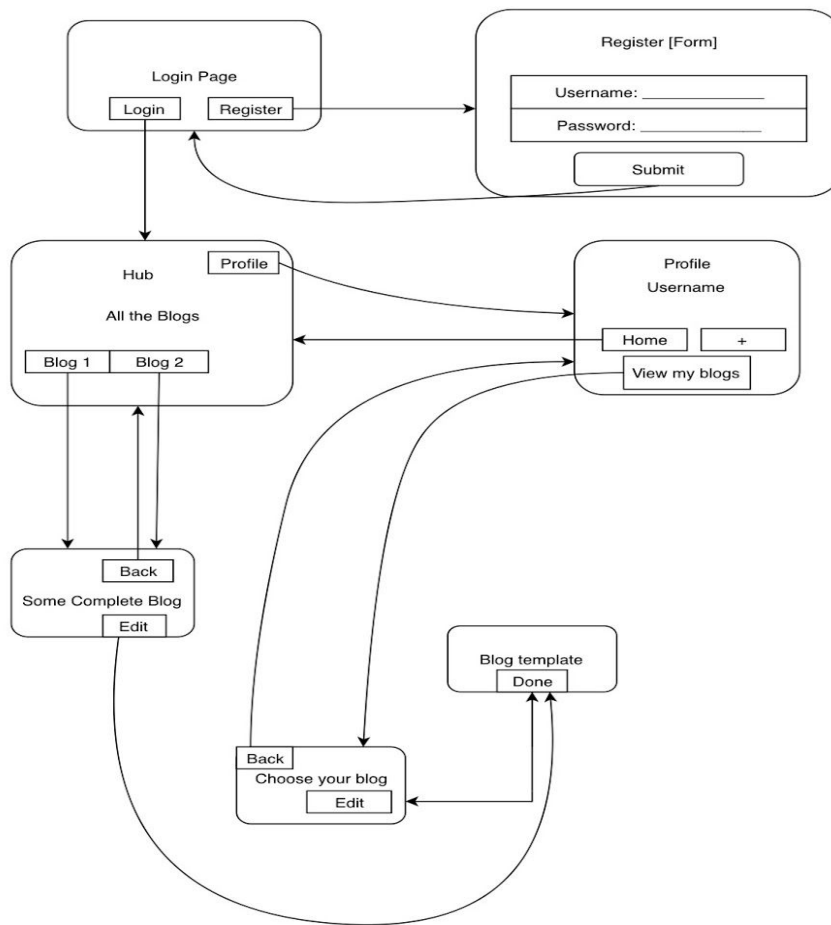 Login Page
Login
Register
Register [Form]
Username: ______________
Password: ______________
Submit
Hub
Profile
All the Blogs
Blog 1
Blog 2
Profile
Username
Home
+
View my blogs
Back
Some Complete Blog
Edit
Blog template
Done
Back
Choose your blog
Edit